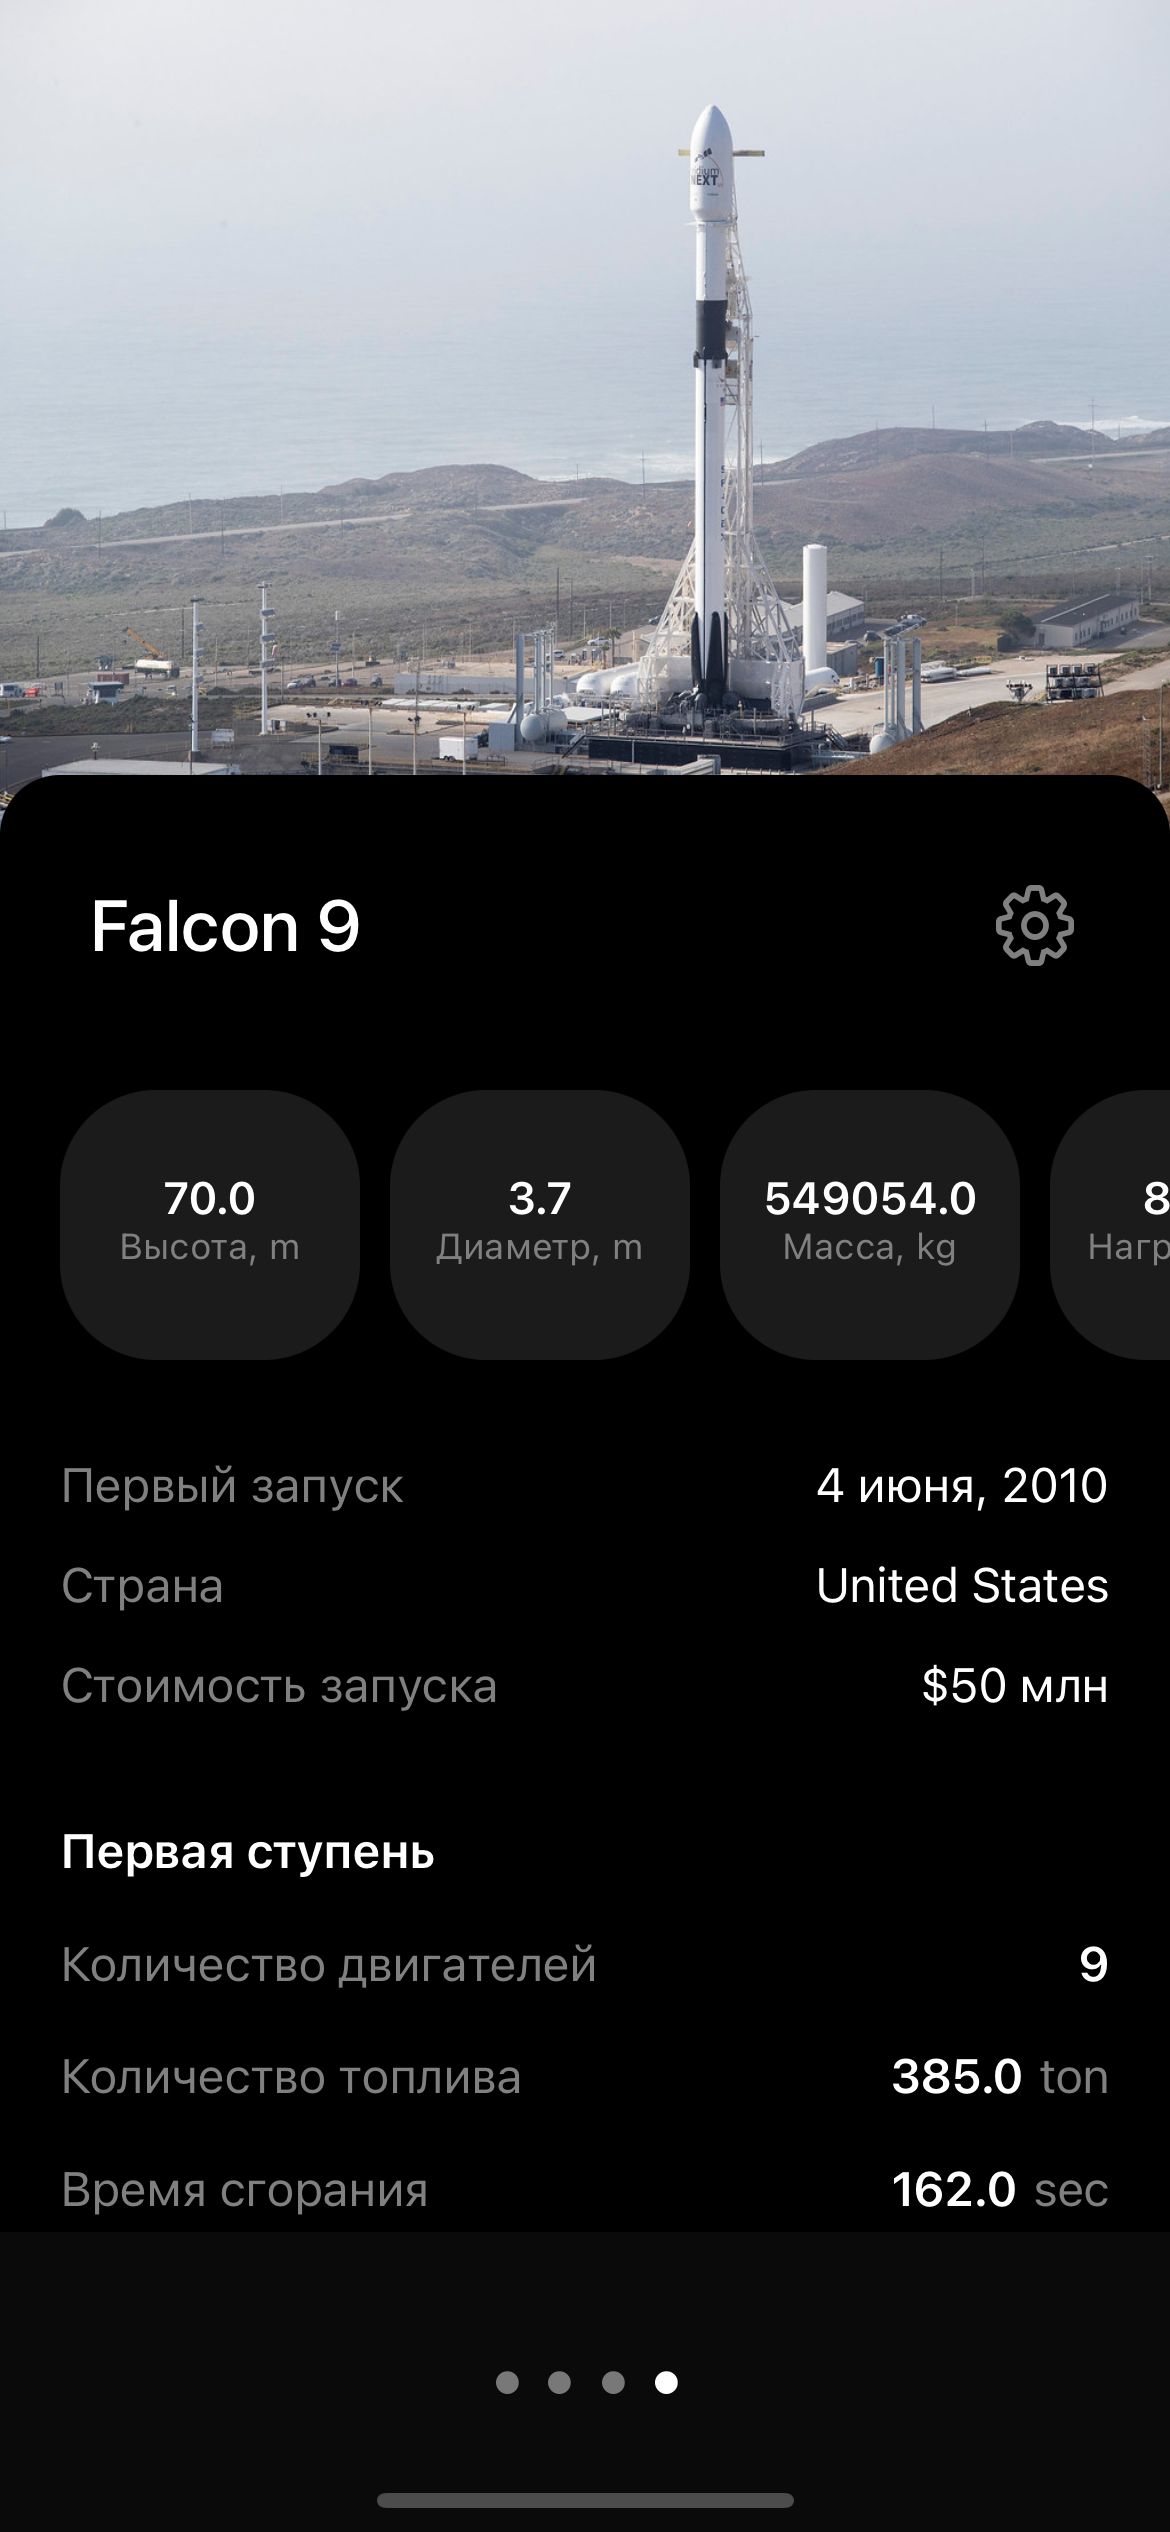 NEXT
Falcon 9
70.0
Высота, m
3.7
Диаметр, m
549054.0
Масса, kg
Первый запуск
4 июня, 2010
Страна
United States
Стоимость запуска
$50 млн
Первая ступень
Количество двигателей
9
Количество топлива
385.0 ton
Время сгорания
162.0 sec